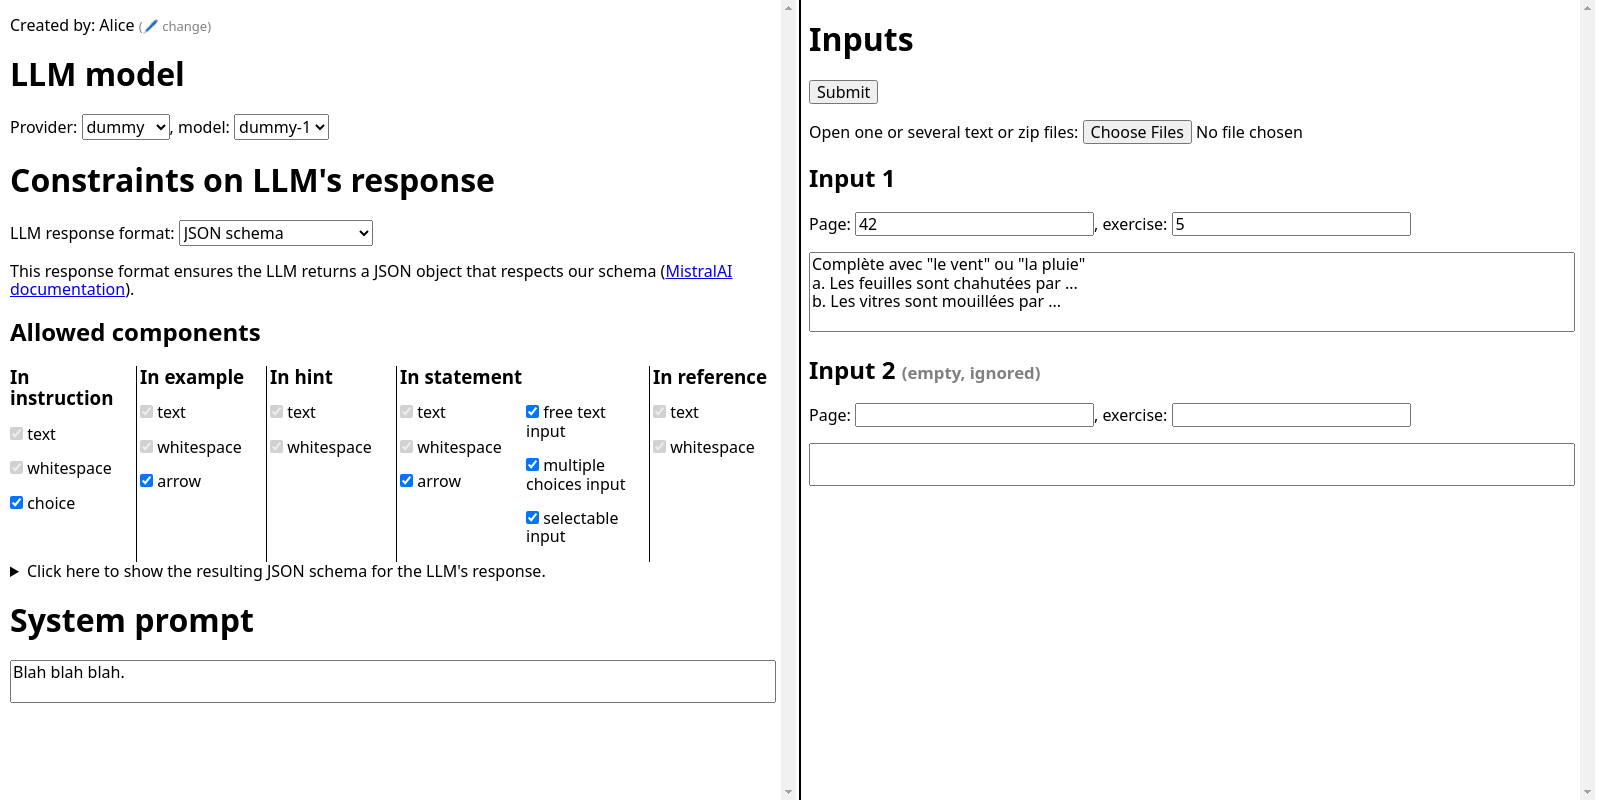 Created by: Alice (🖊️ change)
LLM model
Provider: dummy, model: dummy-1
Constraints on LLM's response
LLM response format: JSON schema
This response format ensures the LLM returns a JSON object that respects our schema (MistralAI
documentation).
Allowed components
In
instruction
text
whitespace
choice
In example
text
whitespace
arrow
In hint
text
whitespace
In statement
text
whitespace
arrow
free text
input
multiple
choices input
selectable
input
In reference
text
whitespace
Click here to show the resulting JSON schema for the LLM's response.
System prompt
Blah blah blah.
Inputs
Submit
Open one or several text or zip files: Choose Files No file chosen
Input 1
Page: 42, exercise: 5
Complète avec "le vent" ou "la pluie"
a. Les feuilles sont chahutées par ...
b. Les vitres sont mouillées par ...
Input 2 (empty, ignored)
Page: , exercise: